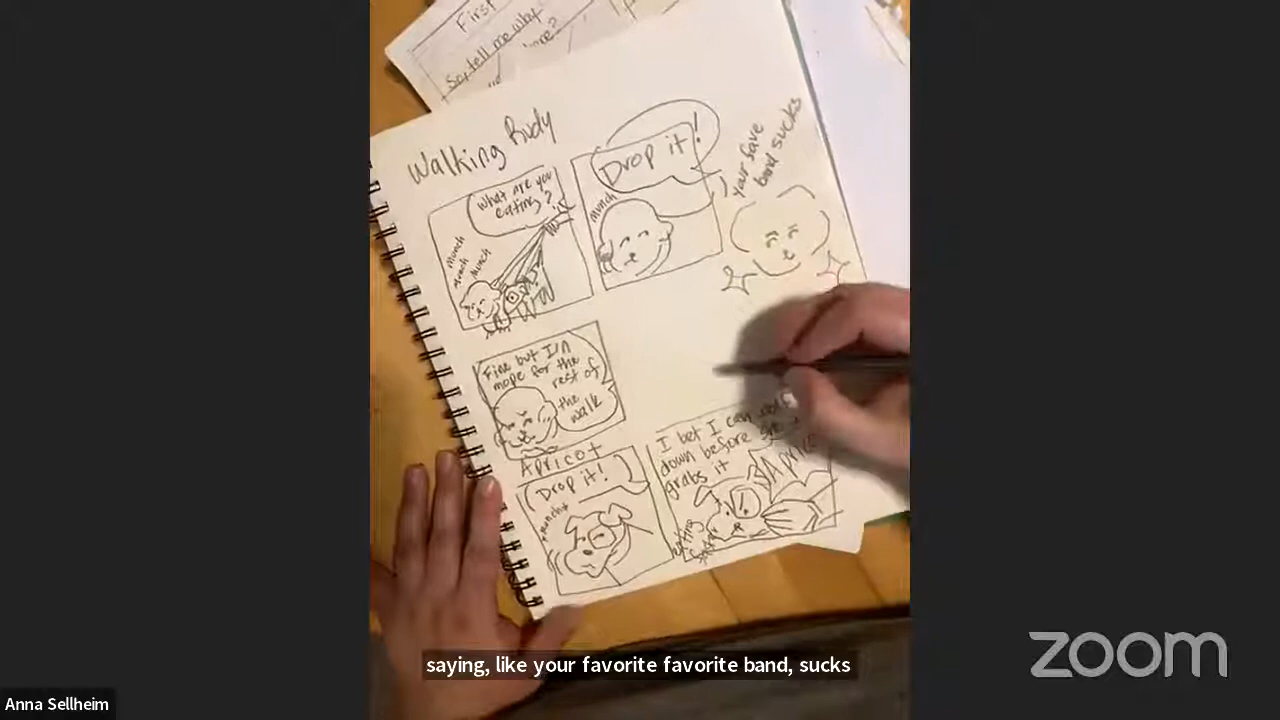 First
So, tell me why
Walking Rudy
What are you
eating?
munch
munch
munch
Drop it!
munch
your fave
band sucks
Fine but I'll
mope for the
rest of
the
walk
Apricot
Drop it!
munch
I bet I can
down before she
grabs it
Apricot
saying, like your favorite favorite band, sucks
Anna Sellheim
zoom